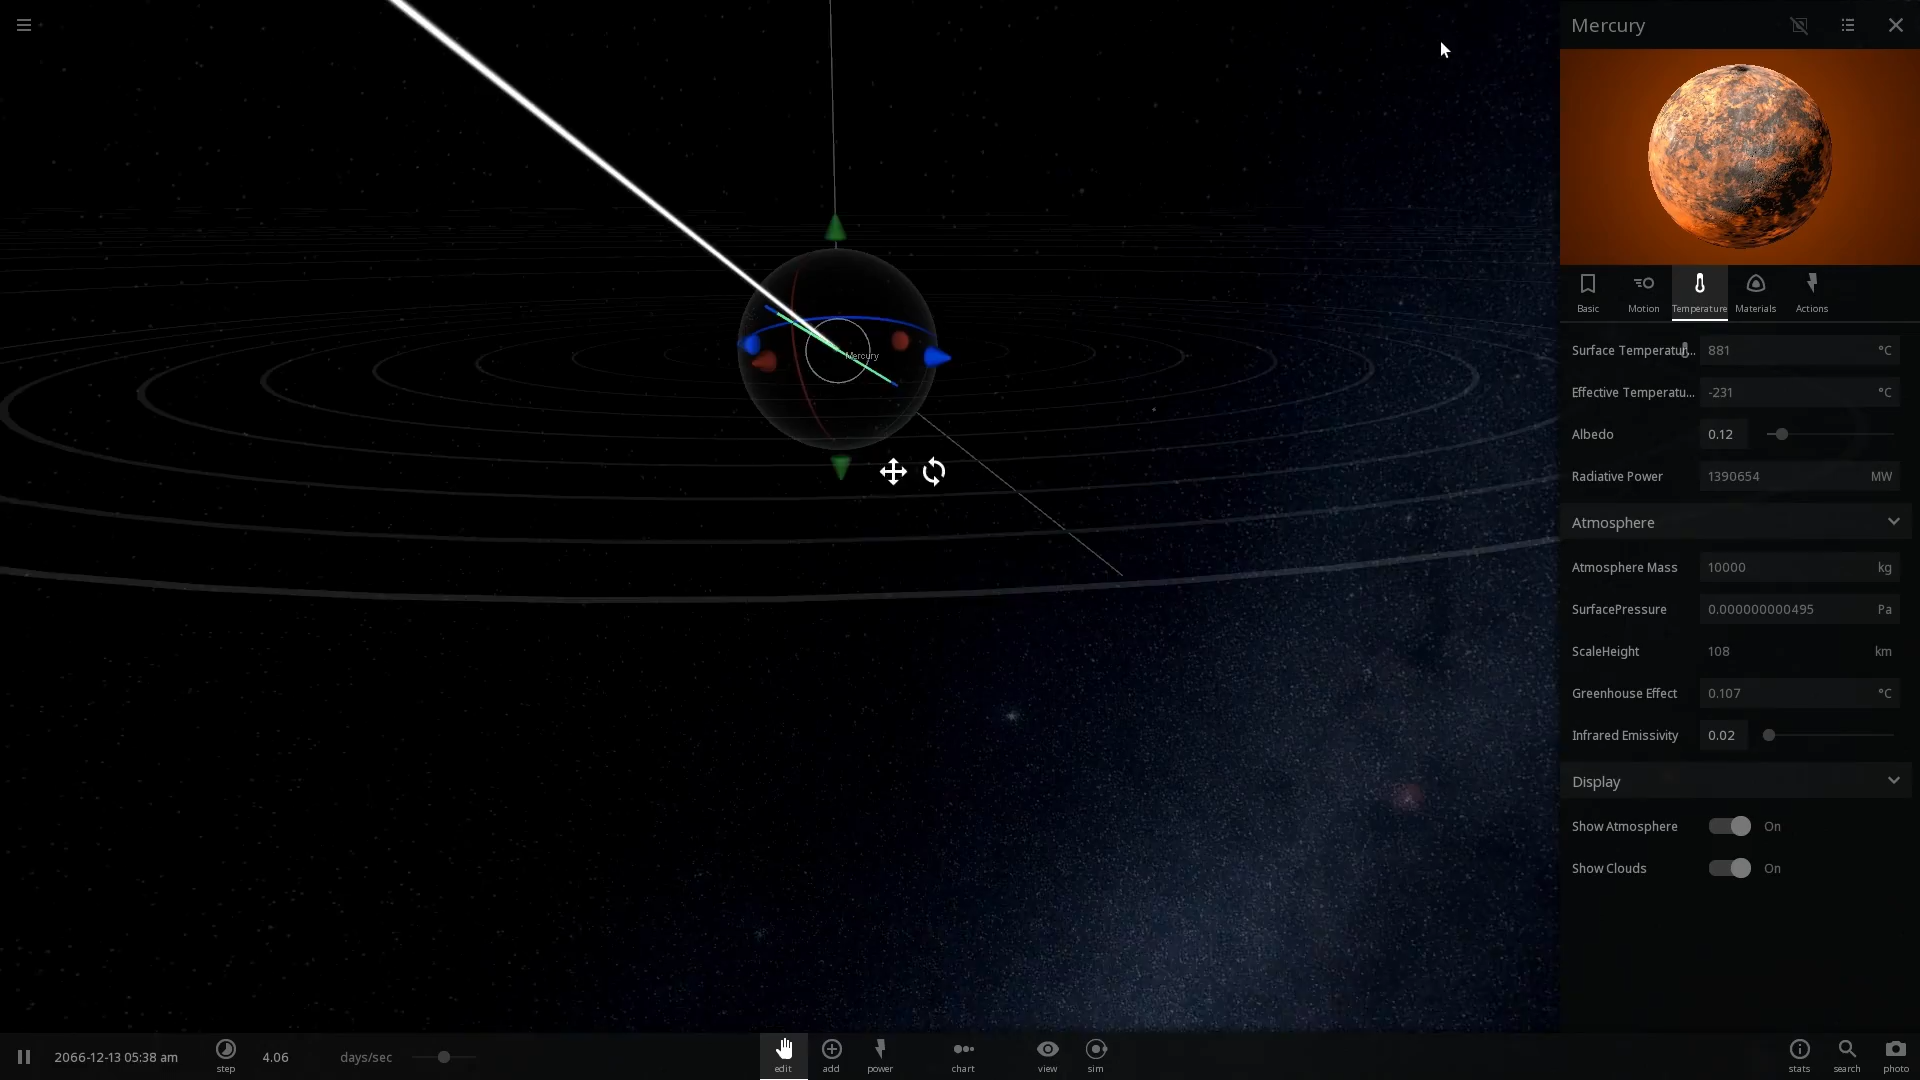 Mercury
Basic
Motion
Temperature
Materials
Actions
Surface Temperatur... 881 °C
Effective Temperatu... -231 °C
Albedo 0.12
Radiative Power 1390654 MW
Atmosphere
Atmosphere Mass 10000 kg
SurfacePressure 0.000000000495 Pa
ScaleHeight 108 km
Greenhouse Effect 0.107 °C
Infrared Emissivity 0.02
Display
Show Atmosphere On
Show Clouds On
Mercury
2066-12-13 05:38 am
step
4.06 days/sec
edit
add
power
chart
view
sim
stats
search
photo